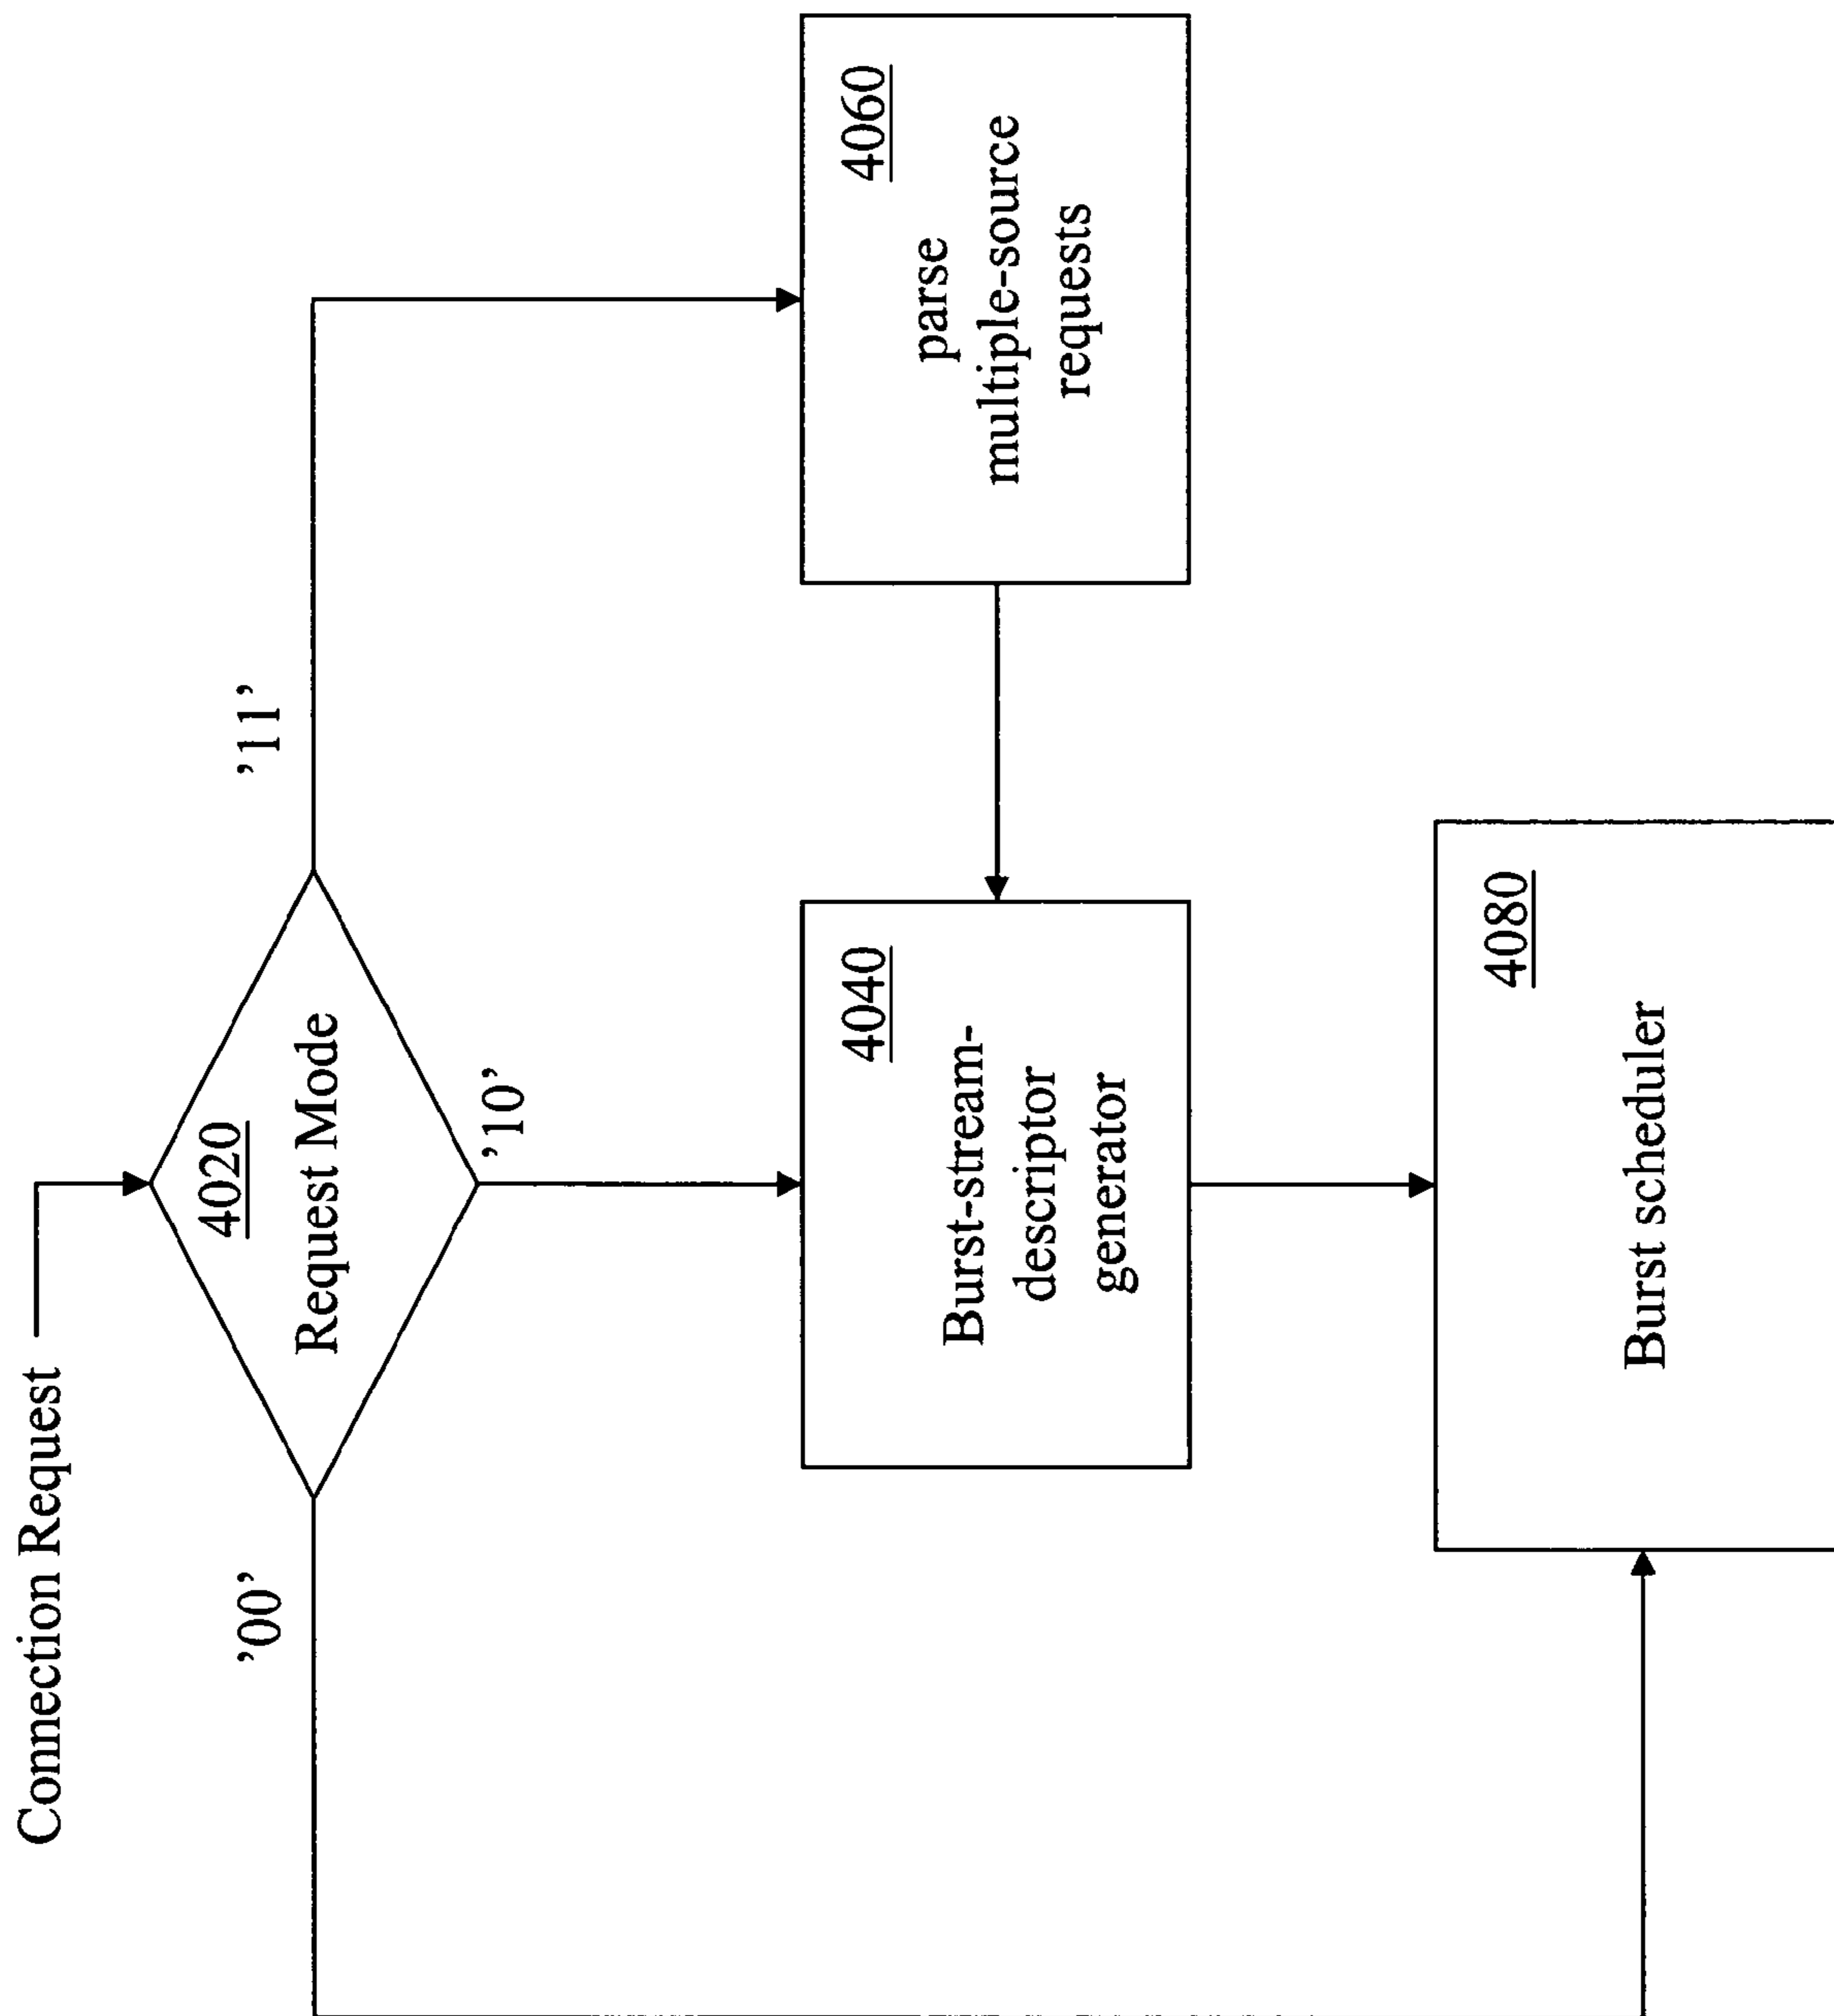 Connection Request
4020
Request Mode
’00’
’10’
’11’
4040
Burst-stream-
descriptor
generator
4060
parse
multiple-source
requests
4080
Burst scheduler